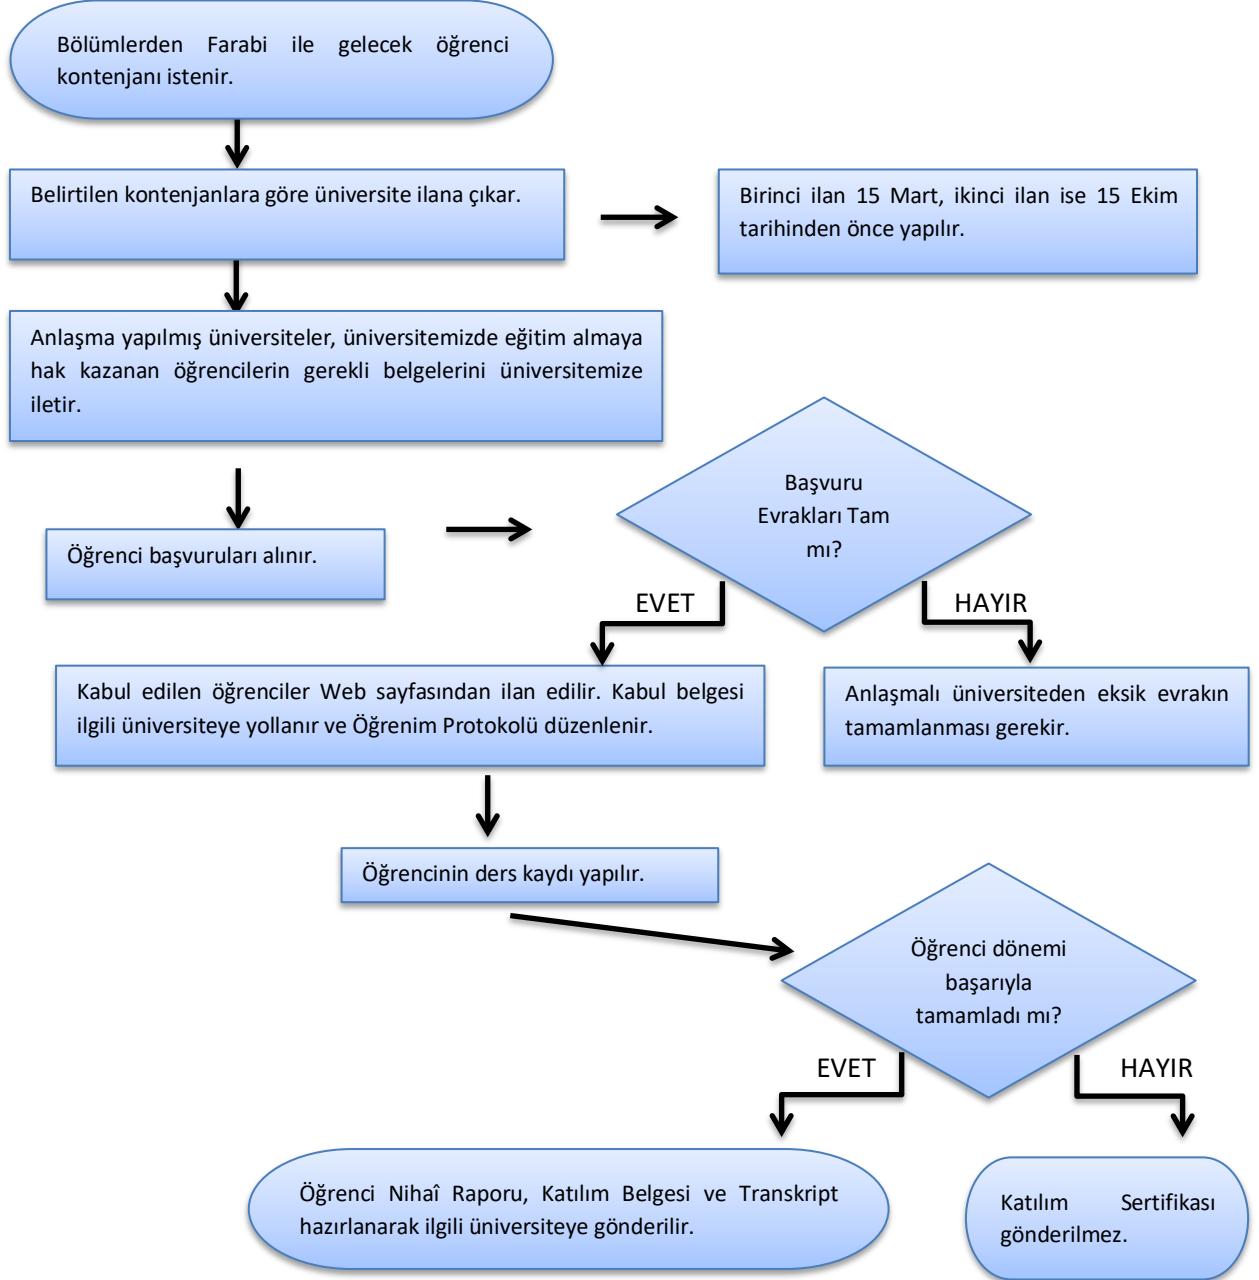 Bölümlerden Farabi ile gelecek öğrenci
kontenjanı istenir.
Belirtilen kontenjanlara göre üniversite ilana çıkar.
Birinci ilan 15 Mart, ikinci ilan ise 15 Ekim
tarihinden önce yapılır.
Anlaşma yapılmış üniversiteler, üniversitemizde eğitim almaya
hak kazanan öğrencilerin gerekli belgelerini üniversitemize
iletir.
Başvuru
Evrakları Tam
mı?
Öğrenci başvuruları alınır.
EVET
HAYIR
Kabul edilen öğrenciler Web sayfasından ilan edilir. Kabul belgesi
ilgili üniversiteye yollanır ve Öğrenim Protokolü düzenlenir.
Anlaşmalı üniversiteden eksik evrakın
tamamlanması gerekir.
Öğrencinin ders kaydı yapılır.
Öğrenci dönemi
başarıyla
tamamladı mı?
EVET
HAYIR
Öğrenci Nihaî Raporu, Katılım Belgesi ve Transkript
hazırlanarak ilgili üniversiteye gönderilir.
Katılım Sertifikası
gönderilmez.